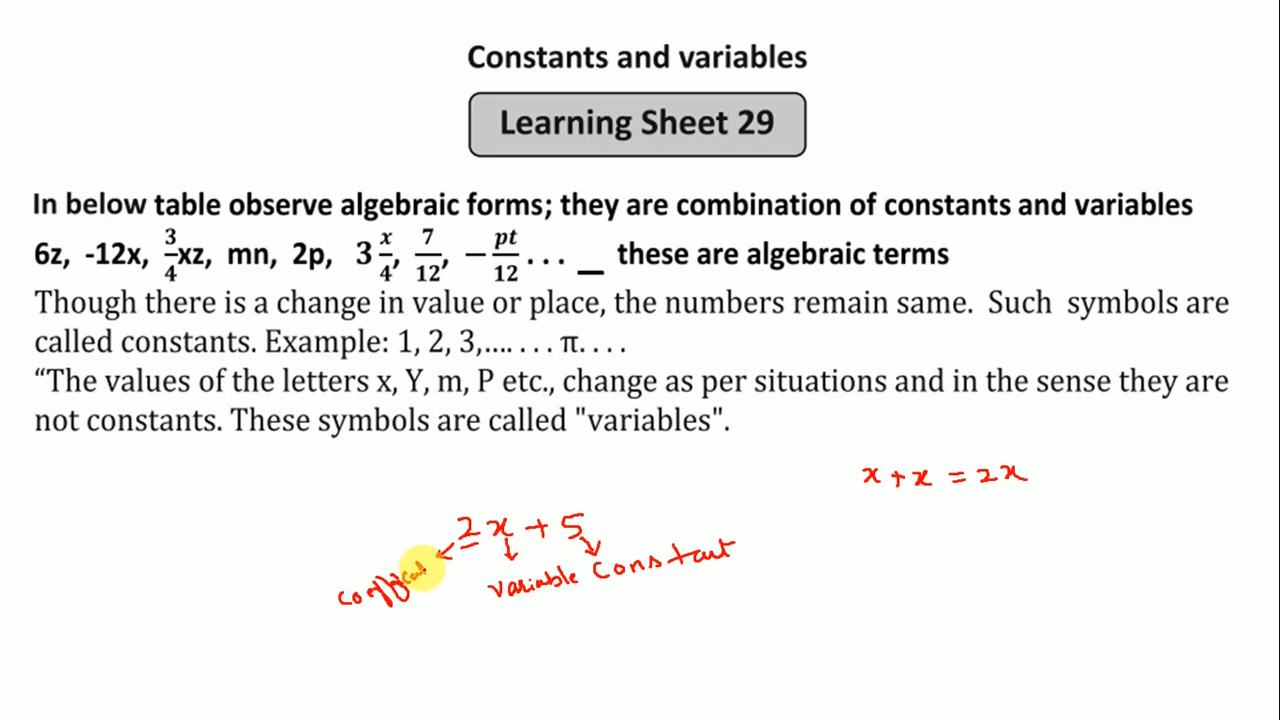 Constants and variables
Learning Sheet 29
In below table observe algebraic forms; they are combination of constants and variables
6z, -12x, 3/4 xz, mn, 2p, 3 x/4, 7/12, − pt/12 ... _ these are algebraic terms
Though there is a change in value or place, the numbers remain same. Such symbols are
called constants. Example: 1, 2, 3,....... π. . . .
“The values of the letters x, Y, m, P etc., change as per situations and in the sense they are
not constants. These symbols are called "variables".
x + x = 2x
2x + 5
variable Constant